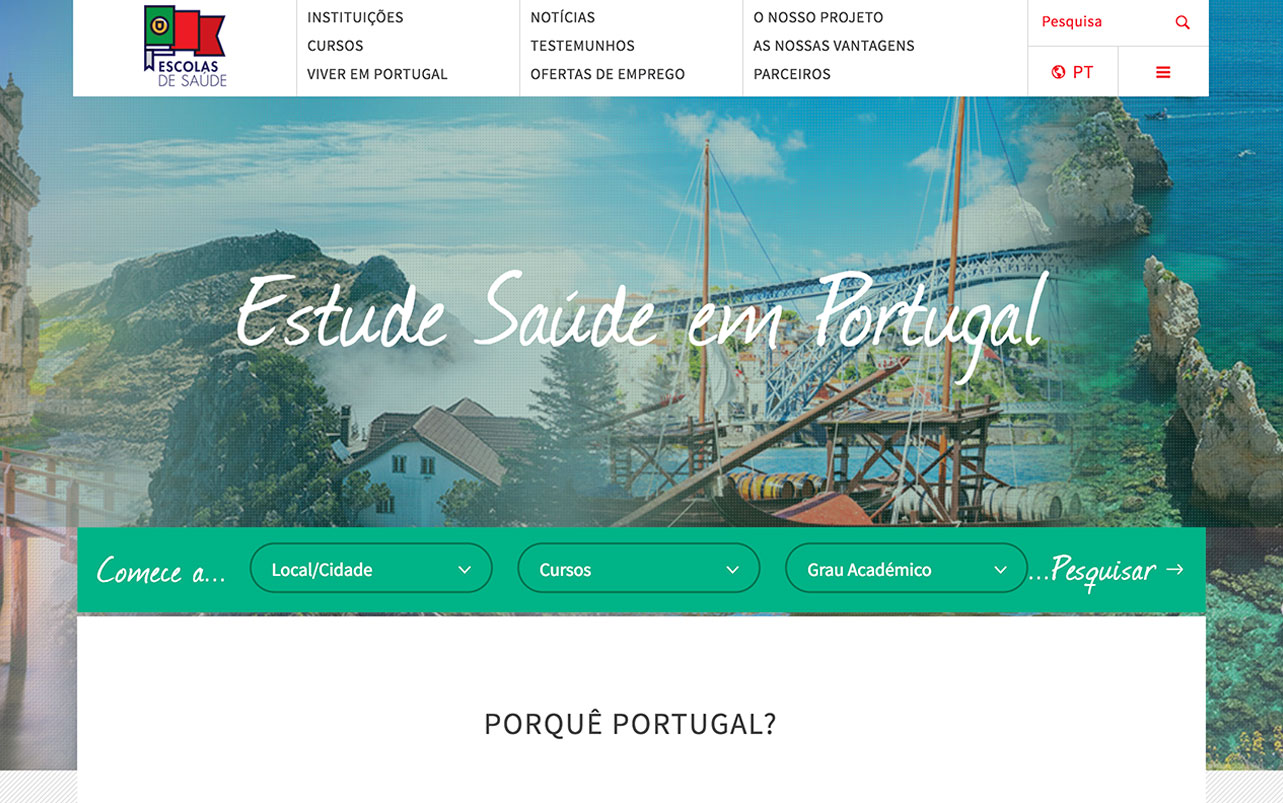 ESCOLAS
DE SAÚDE
INSTITUIÇÕES
CURSOS
VIVER EM PORTUGAL
NOTÍCIAS
TESTEMUNHOS
OFERTAS DE EMPREGO
O NOSSO PROJETO
AS NOSSAS VANTAGENS
PARCEIROS
Pesquisa
PT
Estude Saúde em Portugal
Comece a... Local/Cidade Cursos Grau Académico ...Pesquisar →
PORQUÊ PORTUGAL?